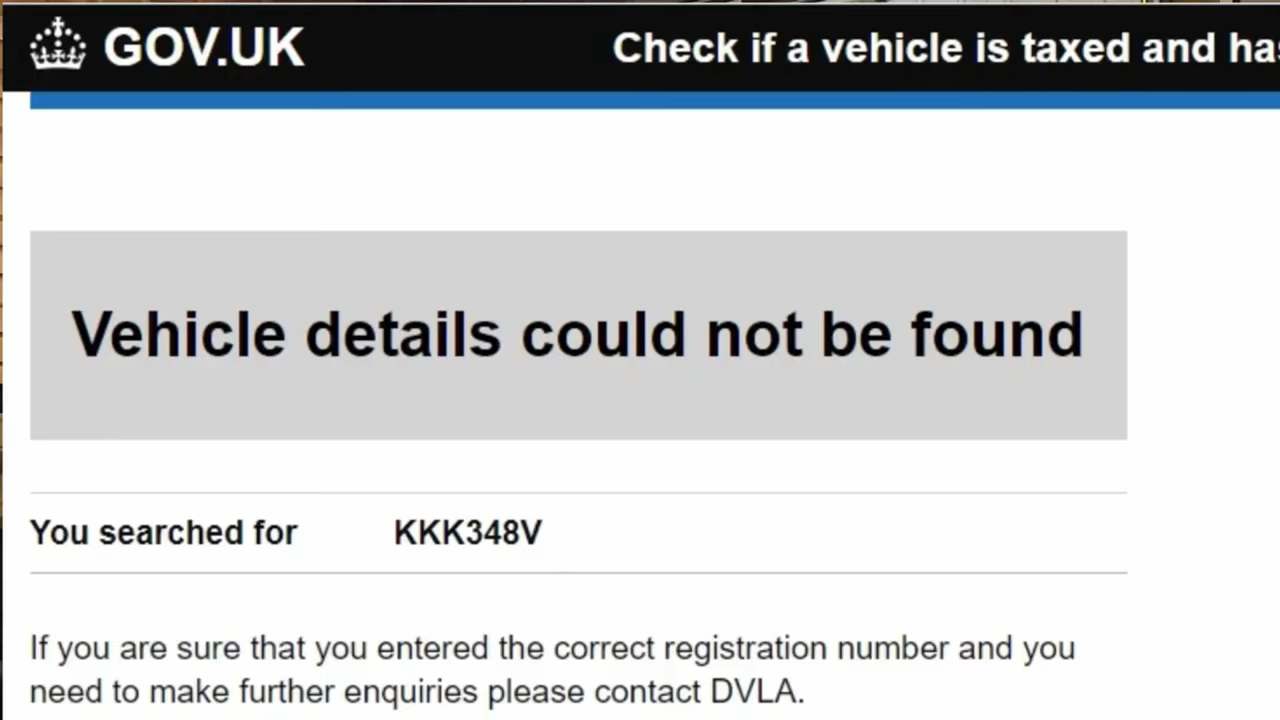 GOV.UK
Check if a vehicle is taxed and
Vehicle details could not be found
You searched for KKK348V
If you are sure that you entered the correct registration number and you
need to make further enquiries please contact DVLA.